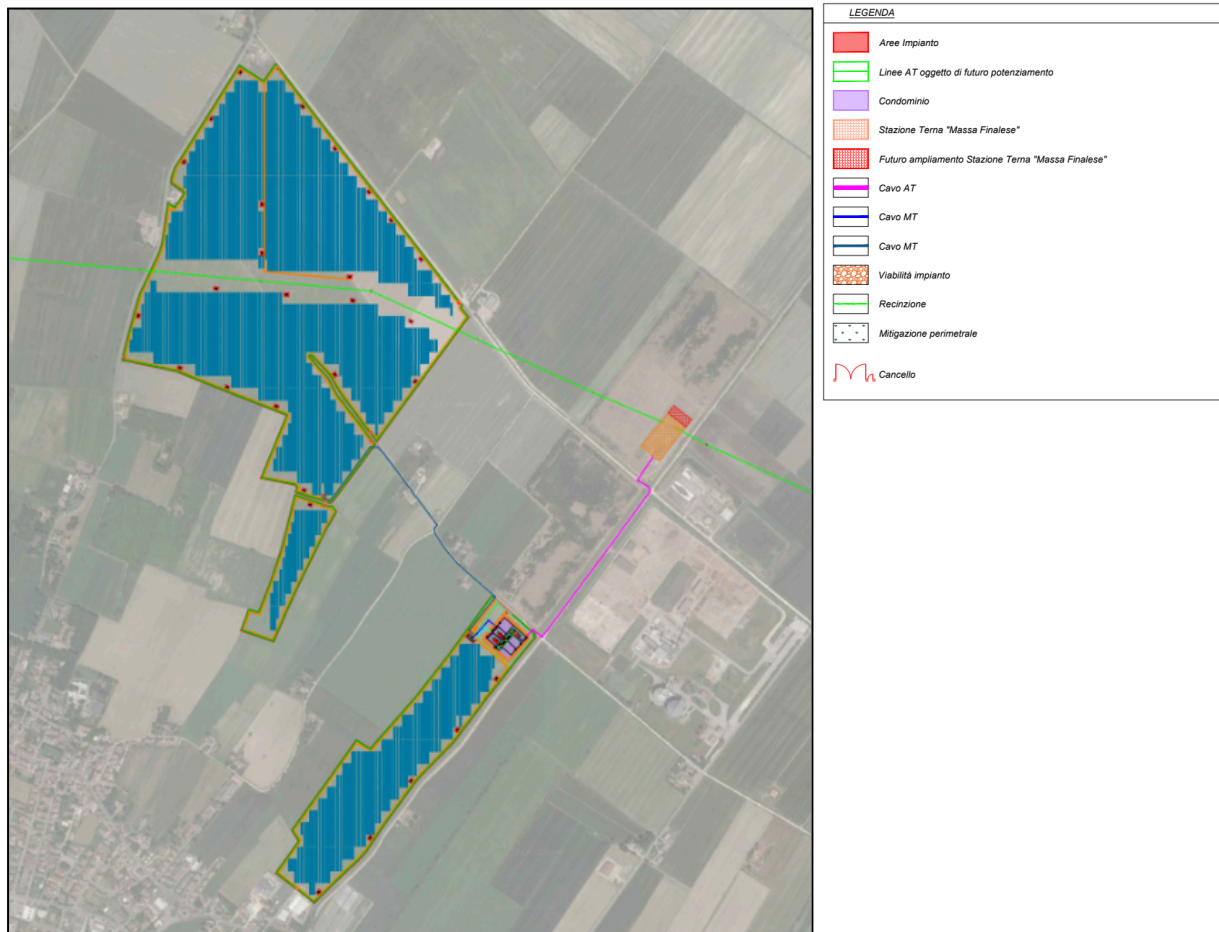 LEGENDA
Aree Impianto
Linee AT oggetto di futuro potenziamento
Condominio
Stazione Terna "Massa Finalese"
Futuro ampliamento Stazione Terna "Massa Finalese"
Cavo AT
Cavo MT
Cavo MT
Viabilità impianto
Recinzione
Mitigazione perimetrale
Cancello